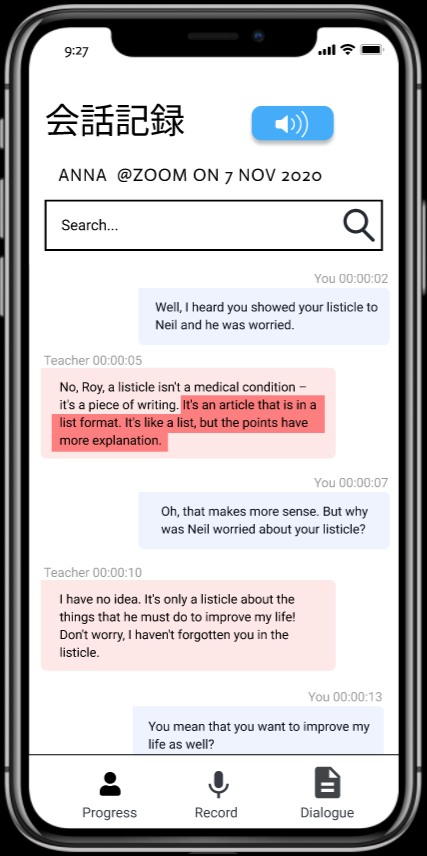 9:27
会話記録
ANNA @ZOOM ON 7 NOV 2020
Search...
You 00:00:02
Well, I heard you showed your listicle to
Neil and he was worried.
Teacher 00:00:05
No, Roy, a listicle isn't a medical condition –
it's a piece of writing. It's an article that is in a
list format. It's like a list, but the points have
more explanation.
You 00:00:07
Oh, that makes more sense. But why
was Neil worried about your listicle?
Teacher 00:00:10
I have no idea. It's only a listicle about the
things that he must do to improve my life!
Don't worry, I haven't forgotten you in the
listicle.
You 00:00:13
You mean that you want to improve my
life as well?
Progress
Record
Dialogue